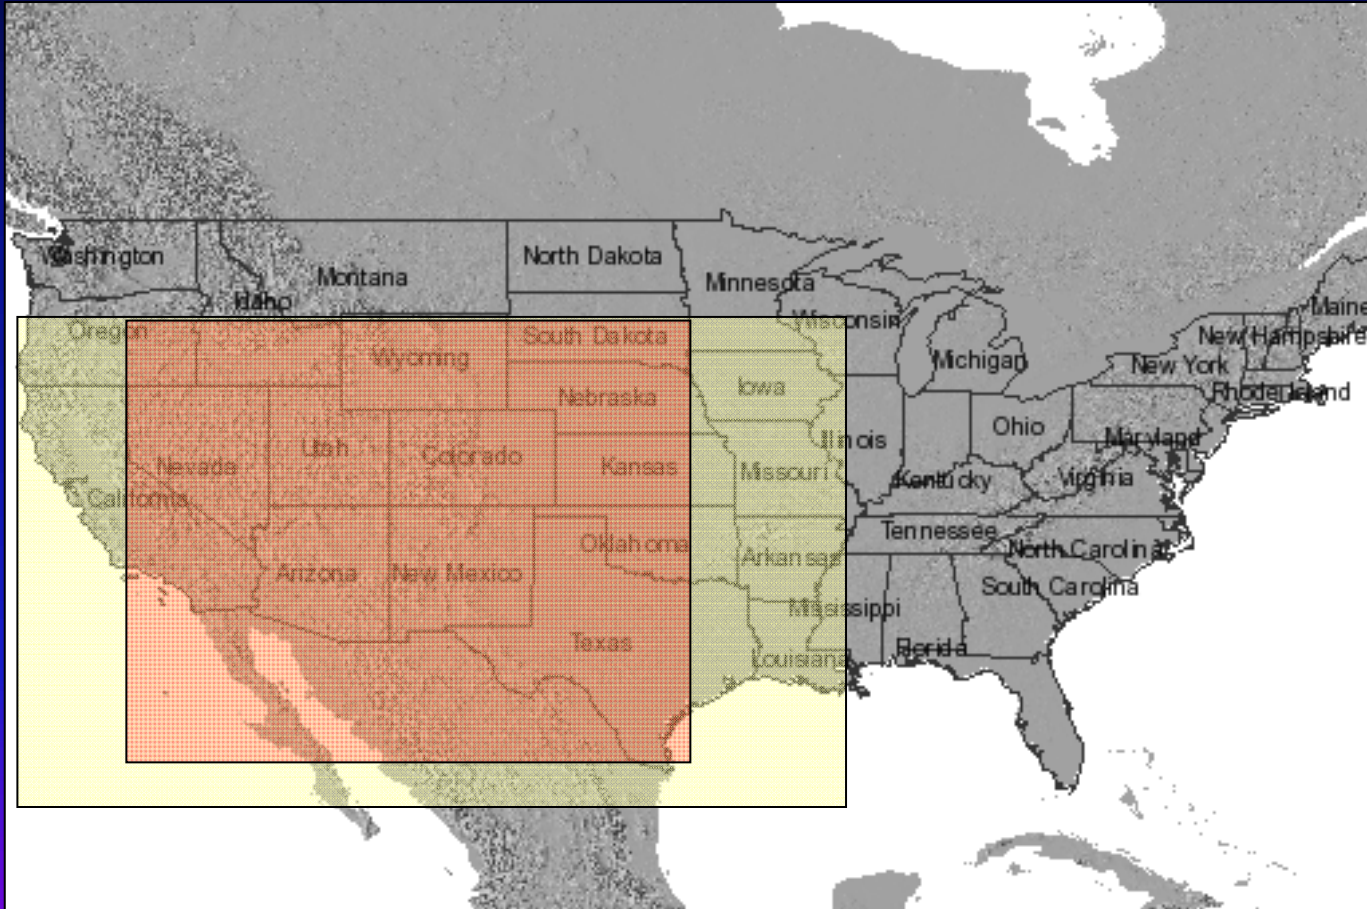 Washington
Montana
North Dakota
Minnesota
Idaho
Maine
Oregon
South Dakota
Wisconsin
New Hampshire
Wyoming
Michigan
New York
Nebraska
Iowa
Rhode Island
Ohio
Utah
Colorado
Illinois
Maryland
Nevada
Kansas
Missouri
Kentucky
Virginia
California
Tennessee
Oklahoma
North Carolina
Arkansas
Arizona
New Mexico
South Carolina
Mississippi
Texas
Florida
Louisiana